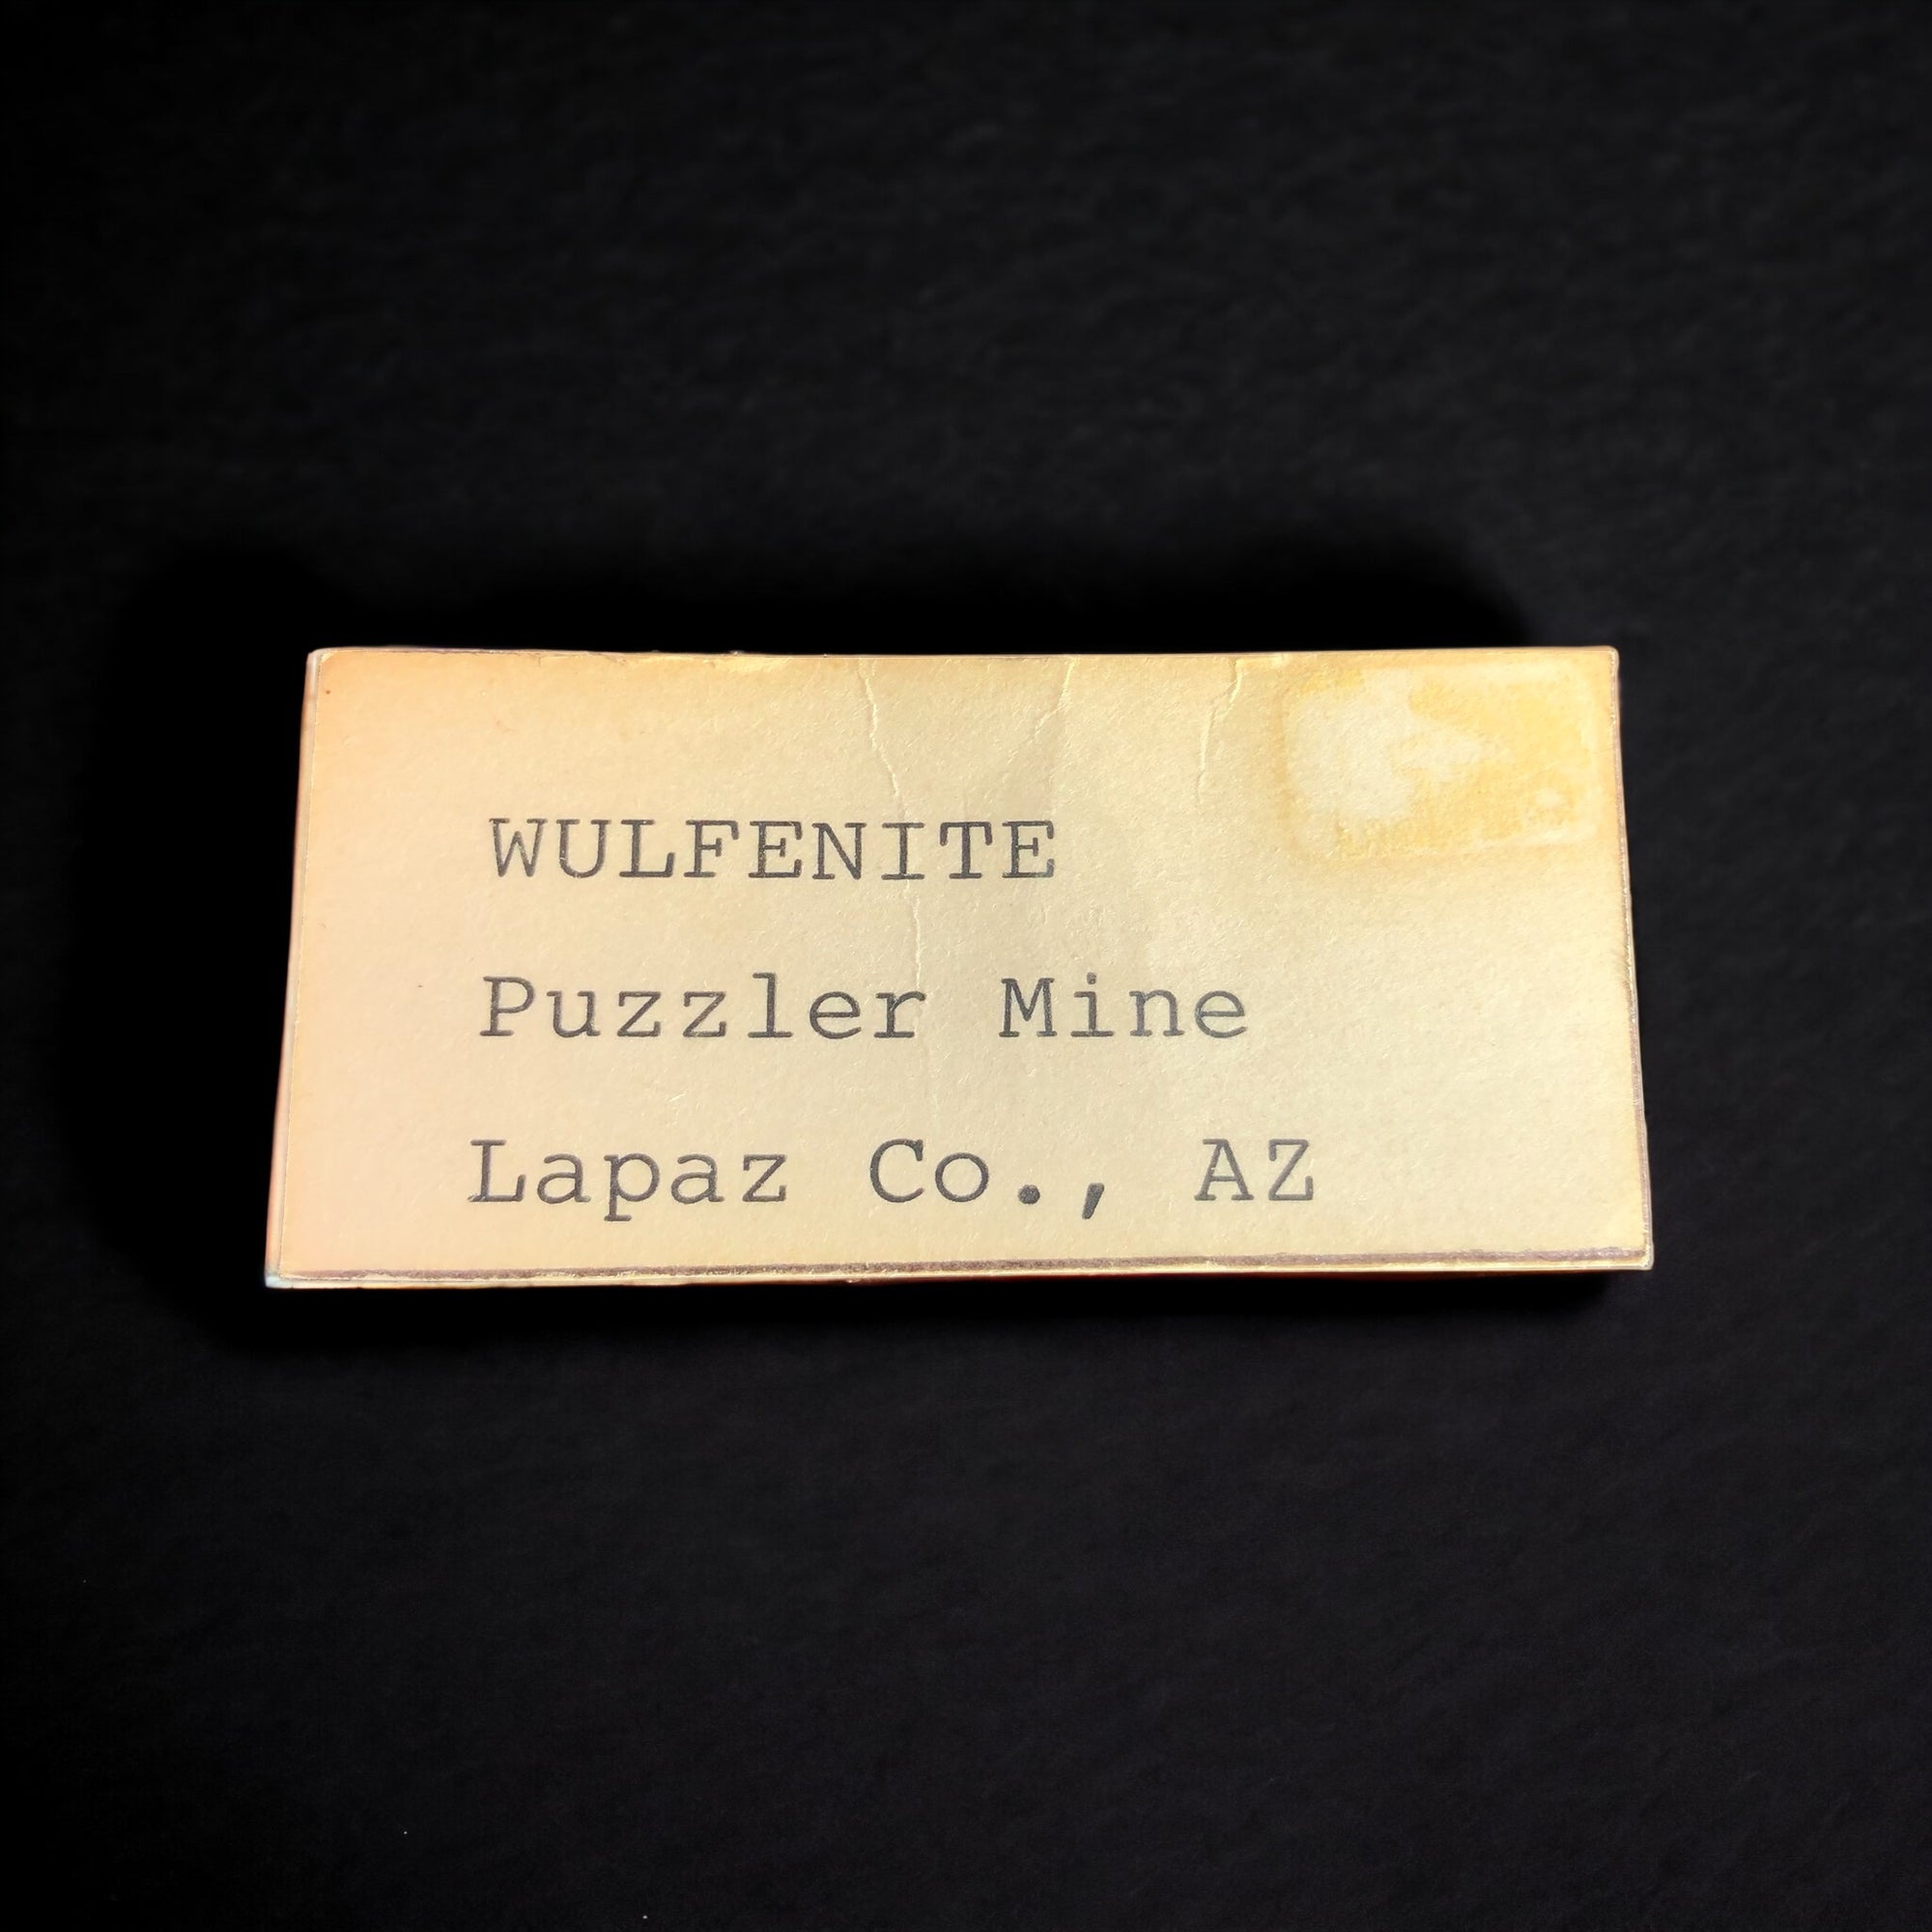 WULFENITE
Puzzler Mine
Lapaz Co., AZ